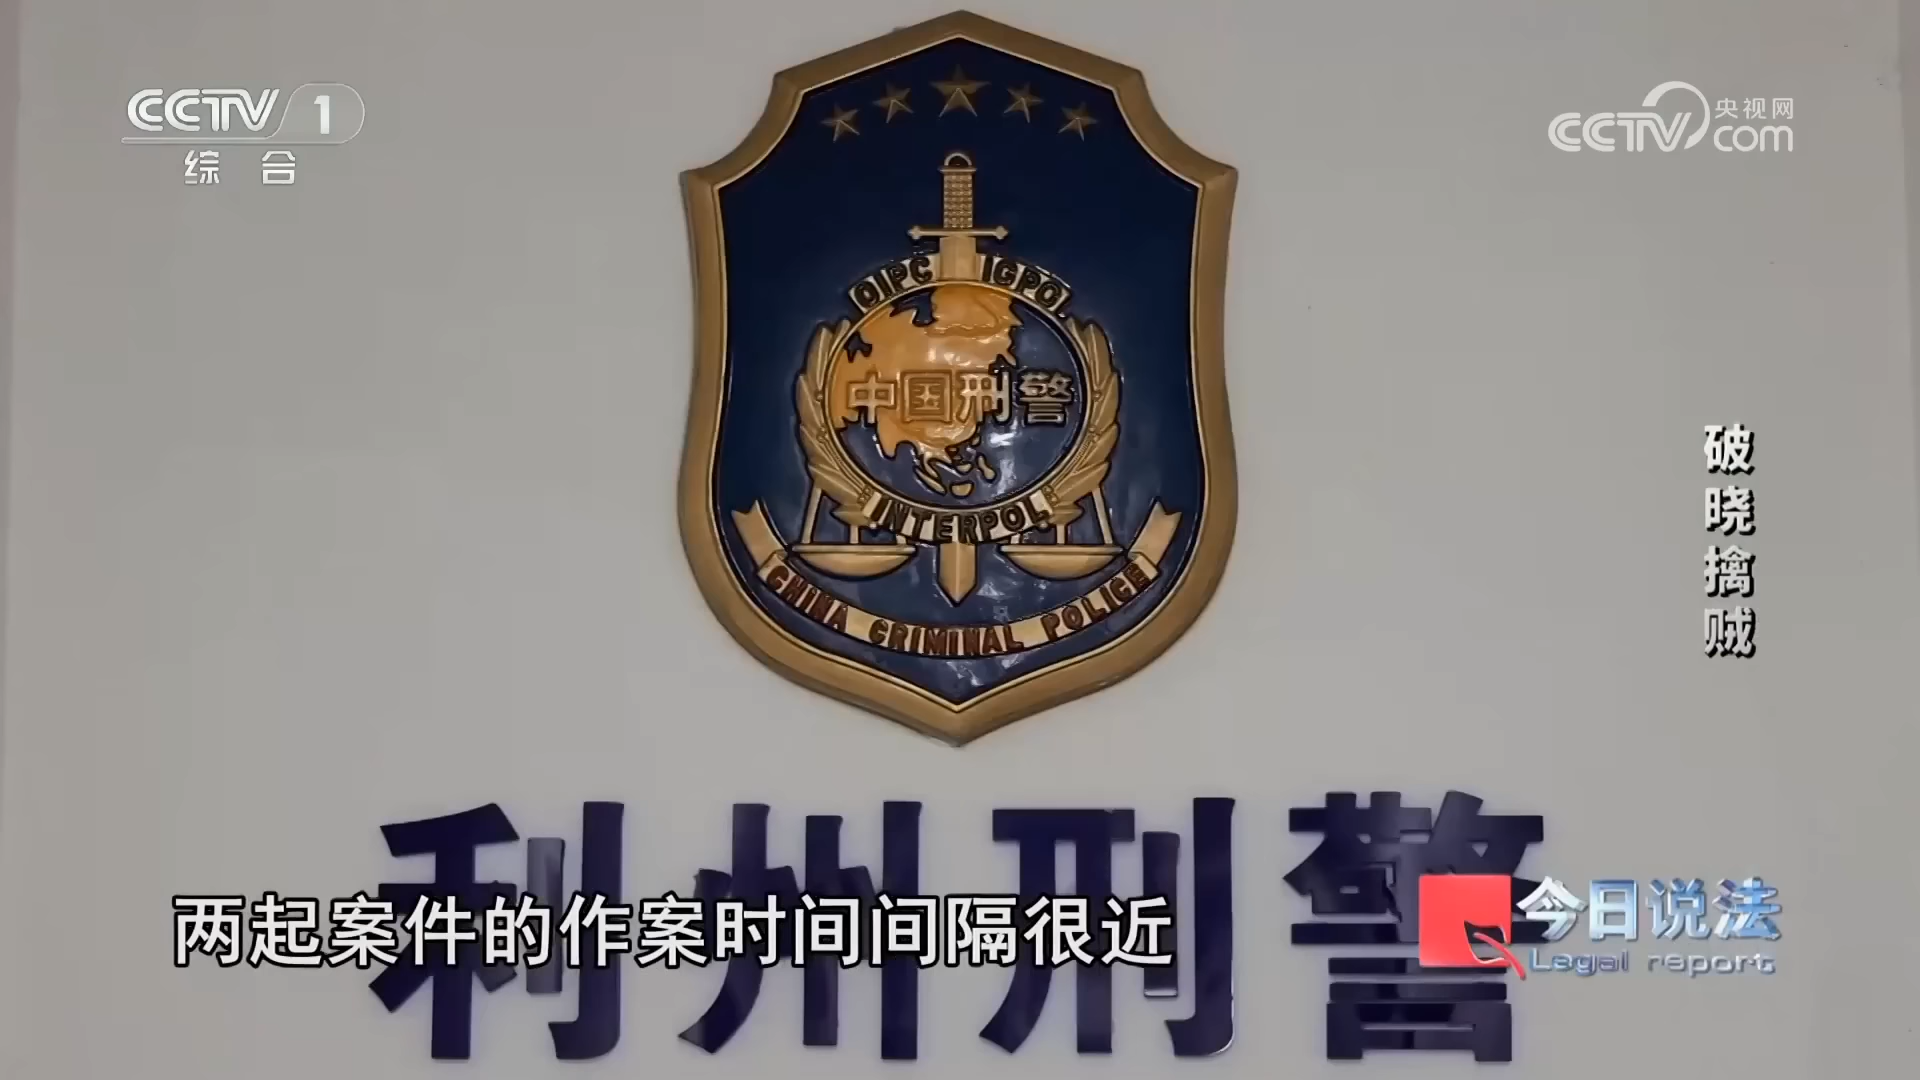 CCTV 1
综合
央视网
CCTV.com
OIPC IGPO
中国刑警
INTERPOL
CHINA CRIMINAL POLICE
破晓擒贼
利州刑警
两起案件的作案时间间隔很近
今日说法
Legal report